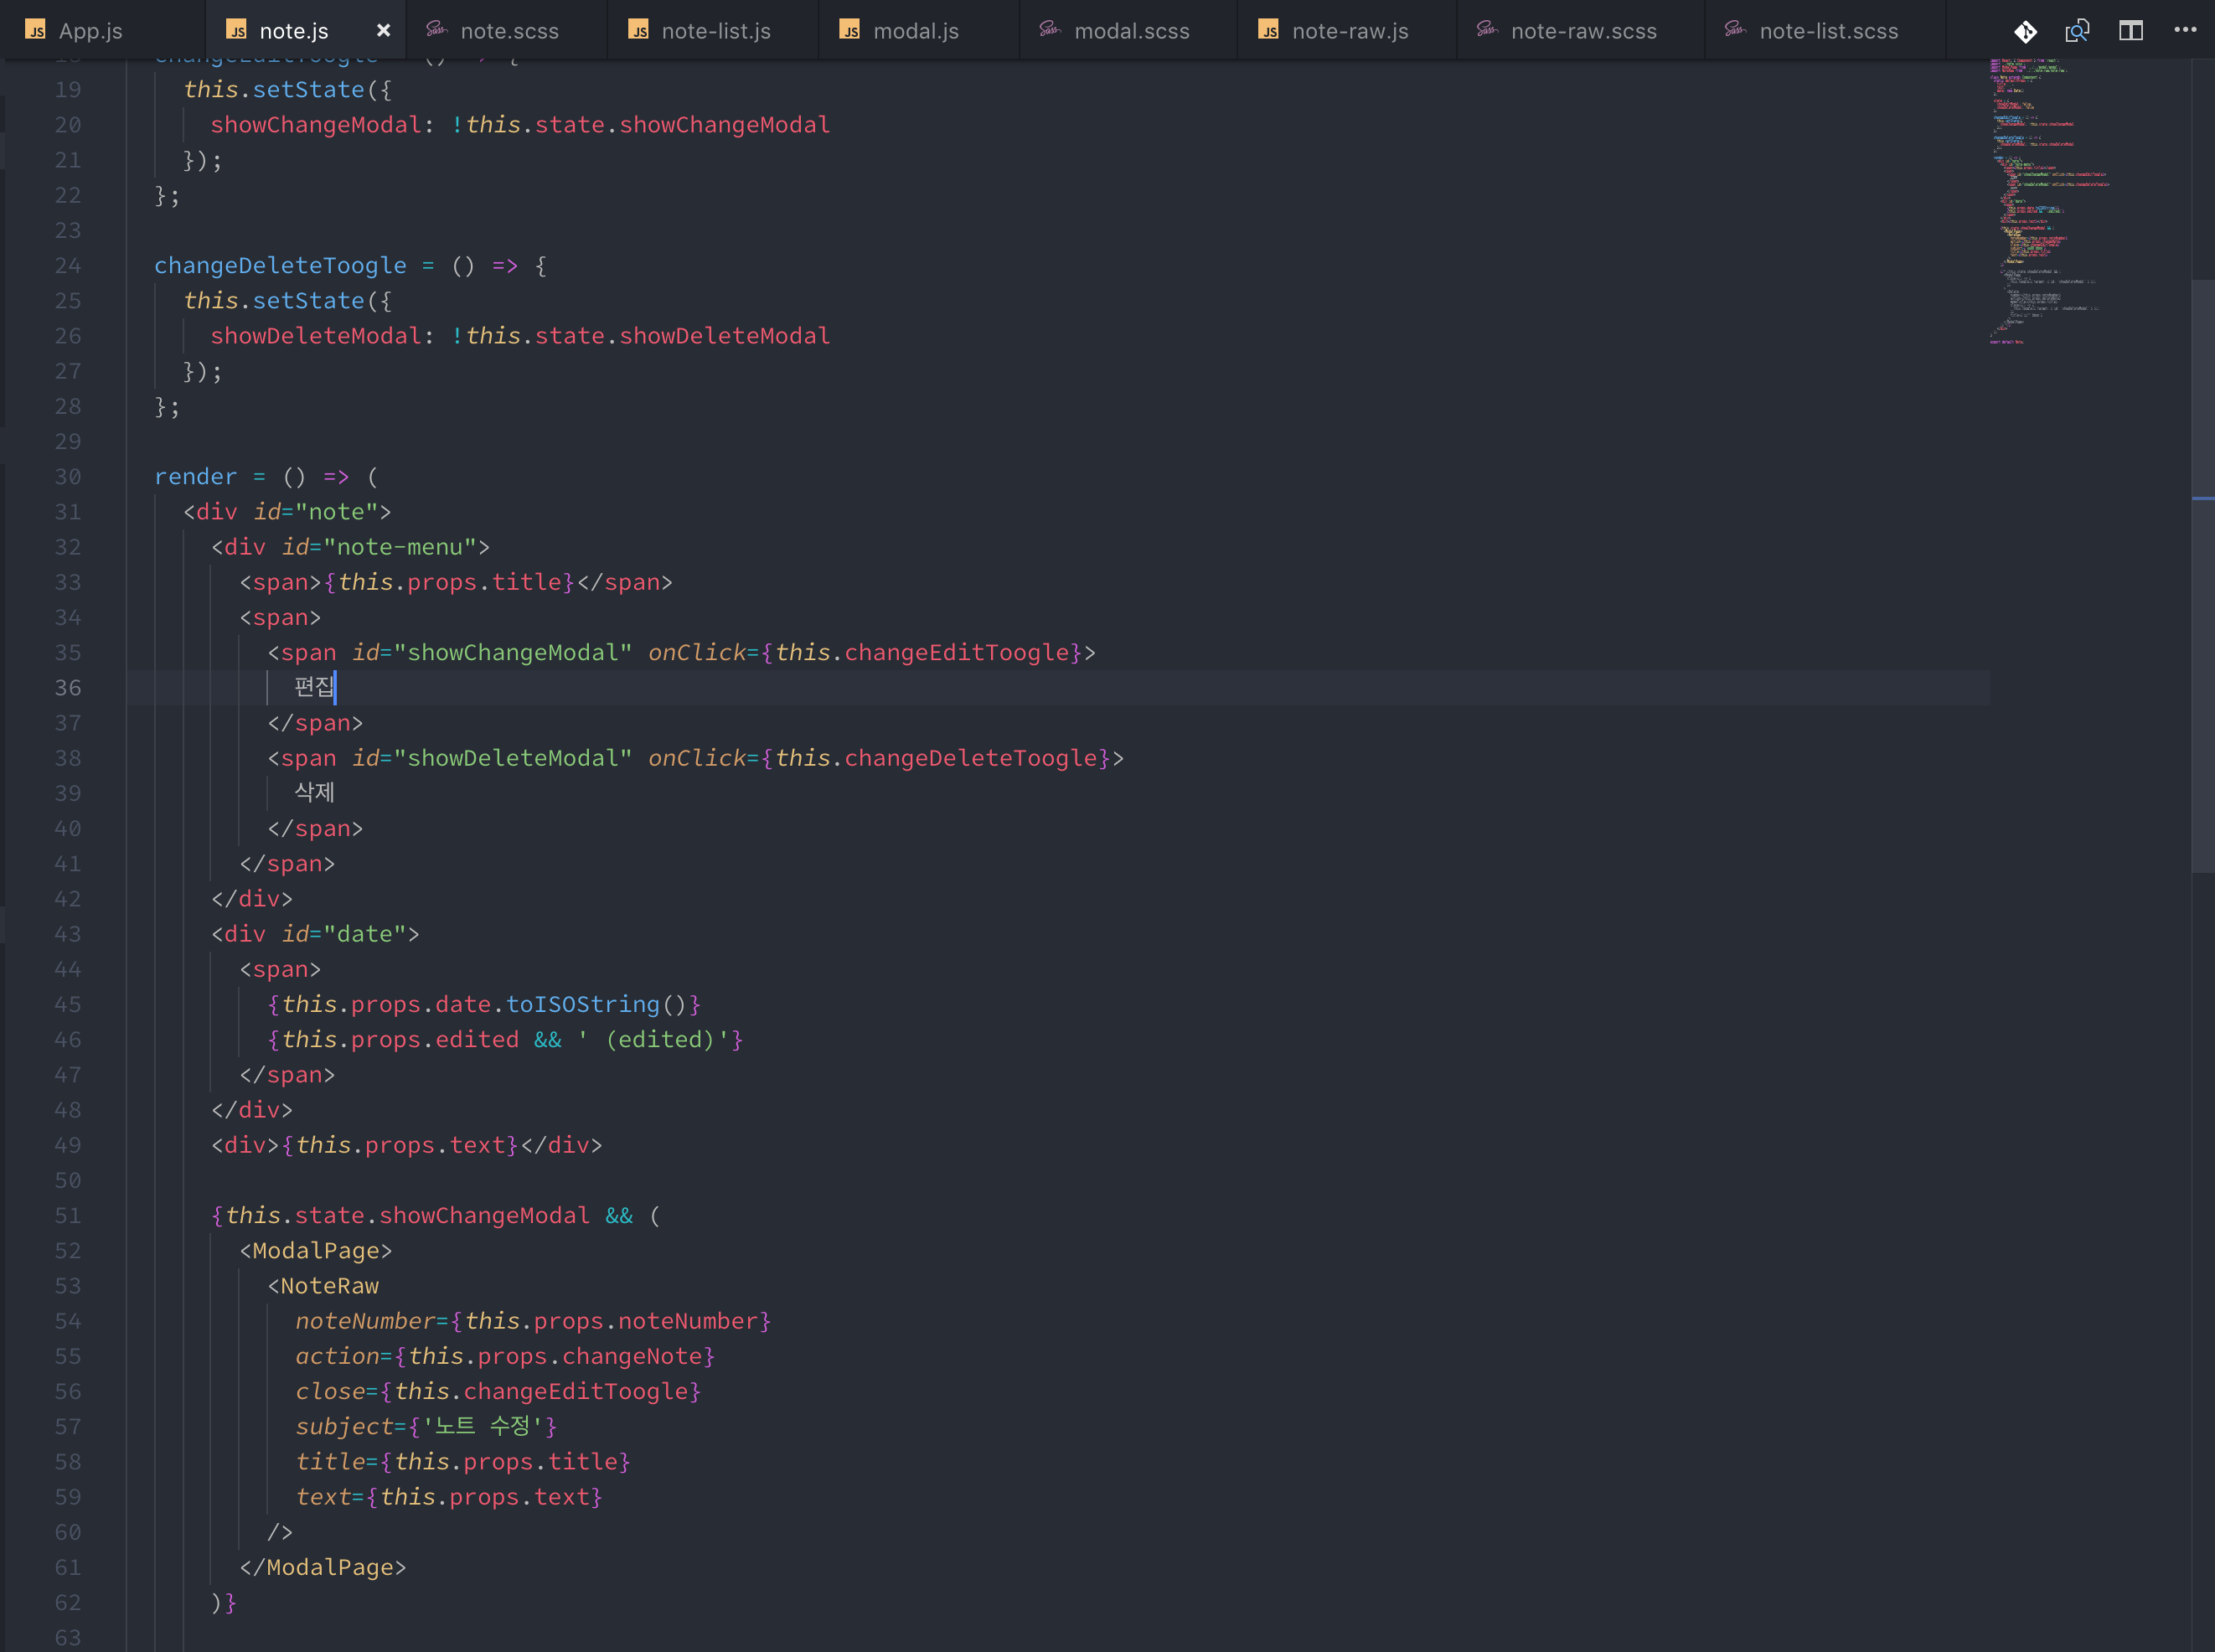 App.js note.js × note.scss note-list.js modal.js modal.scss note-raw.js note-raw.scss note-list.scss
19 this.setState({
20 showChangeModal: !this.state.showChangeModal
21 });
22 };
23
24 changeDeleteToogle = () => {
25 this.setState({
26 showDeleteModal: !this.state.showDeleteModal
27 });
28 };
29
30 render = () => (
31 <div id="note">
32 <div id="note-menu">
33 <span>{this.props.title}</span>
34 <span>
35 <span id="showChangeModal" onClick={this.changeEditToogle}>
36 편집
37 </span>
38 <span id="showDeleteModal" onClick={this.changeDeleteToogle}>
39 삭제
40 </span>
41 </span>
42 </div>
43 <div id="date">
44 <span>
45 {this.props.date.toISOString()}
46 {this.props.edited && ' (edited)'}
47 </span>
48 </div>
49 <div>{this.props.text}</div>
50
51 {this.state.showChangeModal && (
52 <ModalPage>
53 <NoteRaw
54 noteNumber={this.props.noteNumber}
55 action={this.props.changeNote}
56 close={this.changeEditToogle}
57 subject={'노트 수정'}
58 title={this.props.title}
59 text={this.props.text}
60 />
61 </ModalPage>
62 )}
63